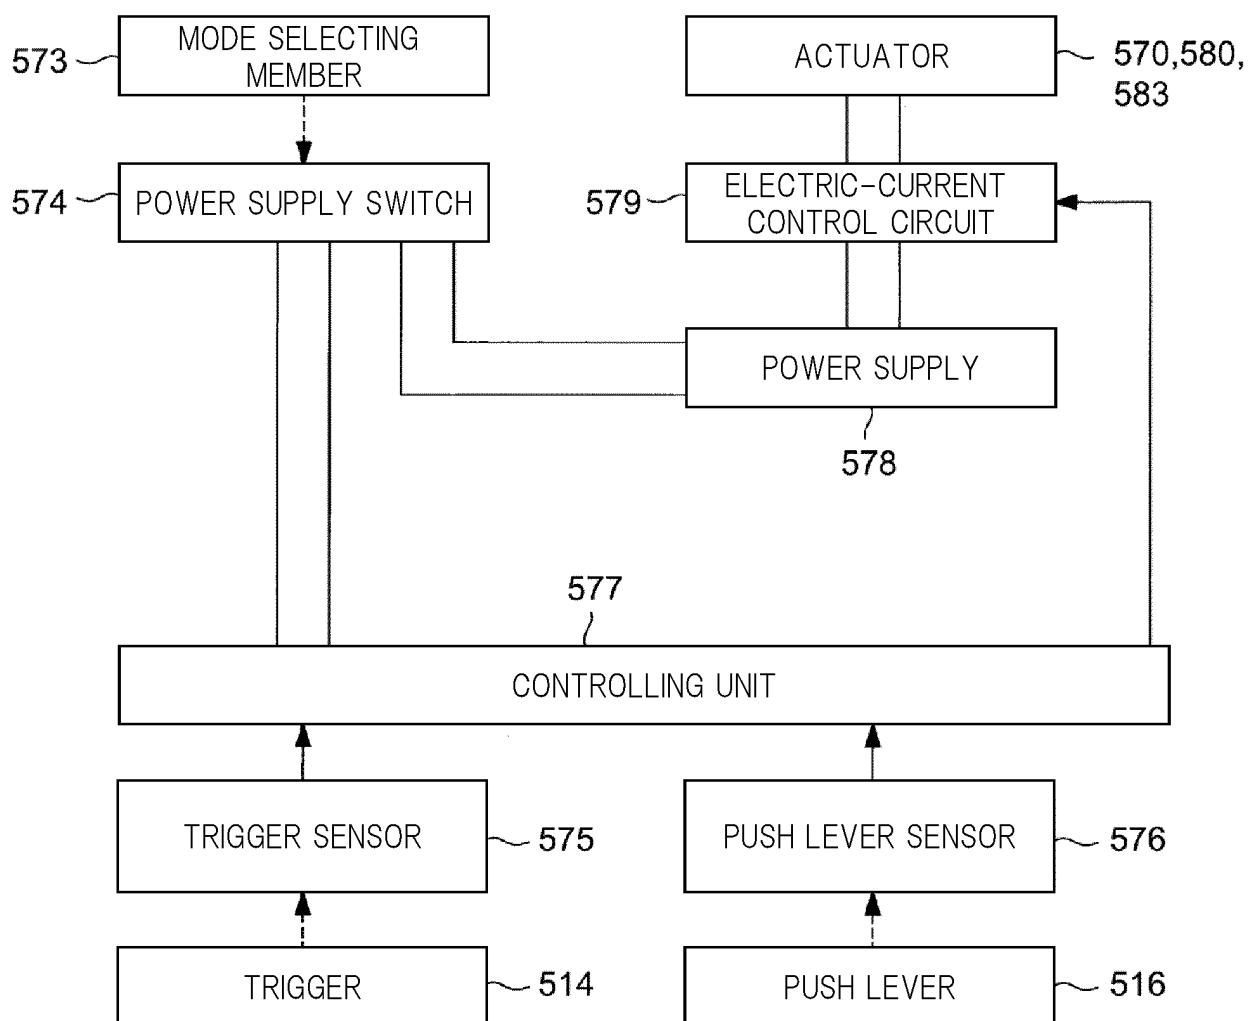 573
MODE SELECTING
MEMBER
ACTUATOR
570,580,
583
574
POWER SUPPLY SWITCH
579
ELECTRIC-CURRENT
CONTROL CIRCUIT
POWER SUPPLY
578
577
CONTROLLING UNIT
TRIGGER SENSOR
575
PUSH LEVER SENSOR
576
TRIGGER
514
PUSH LEVER
516